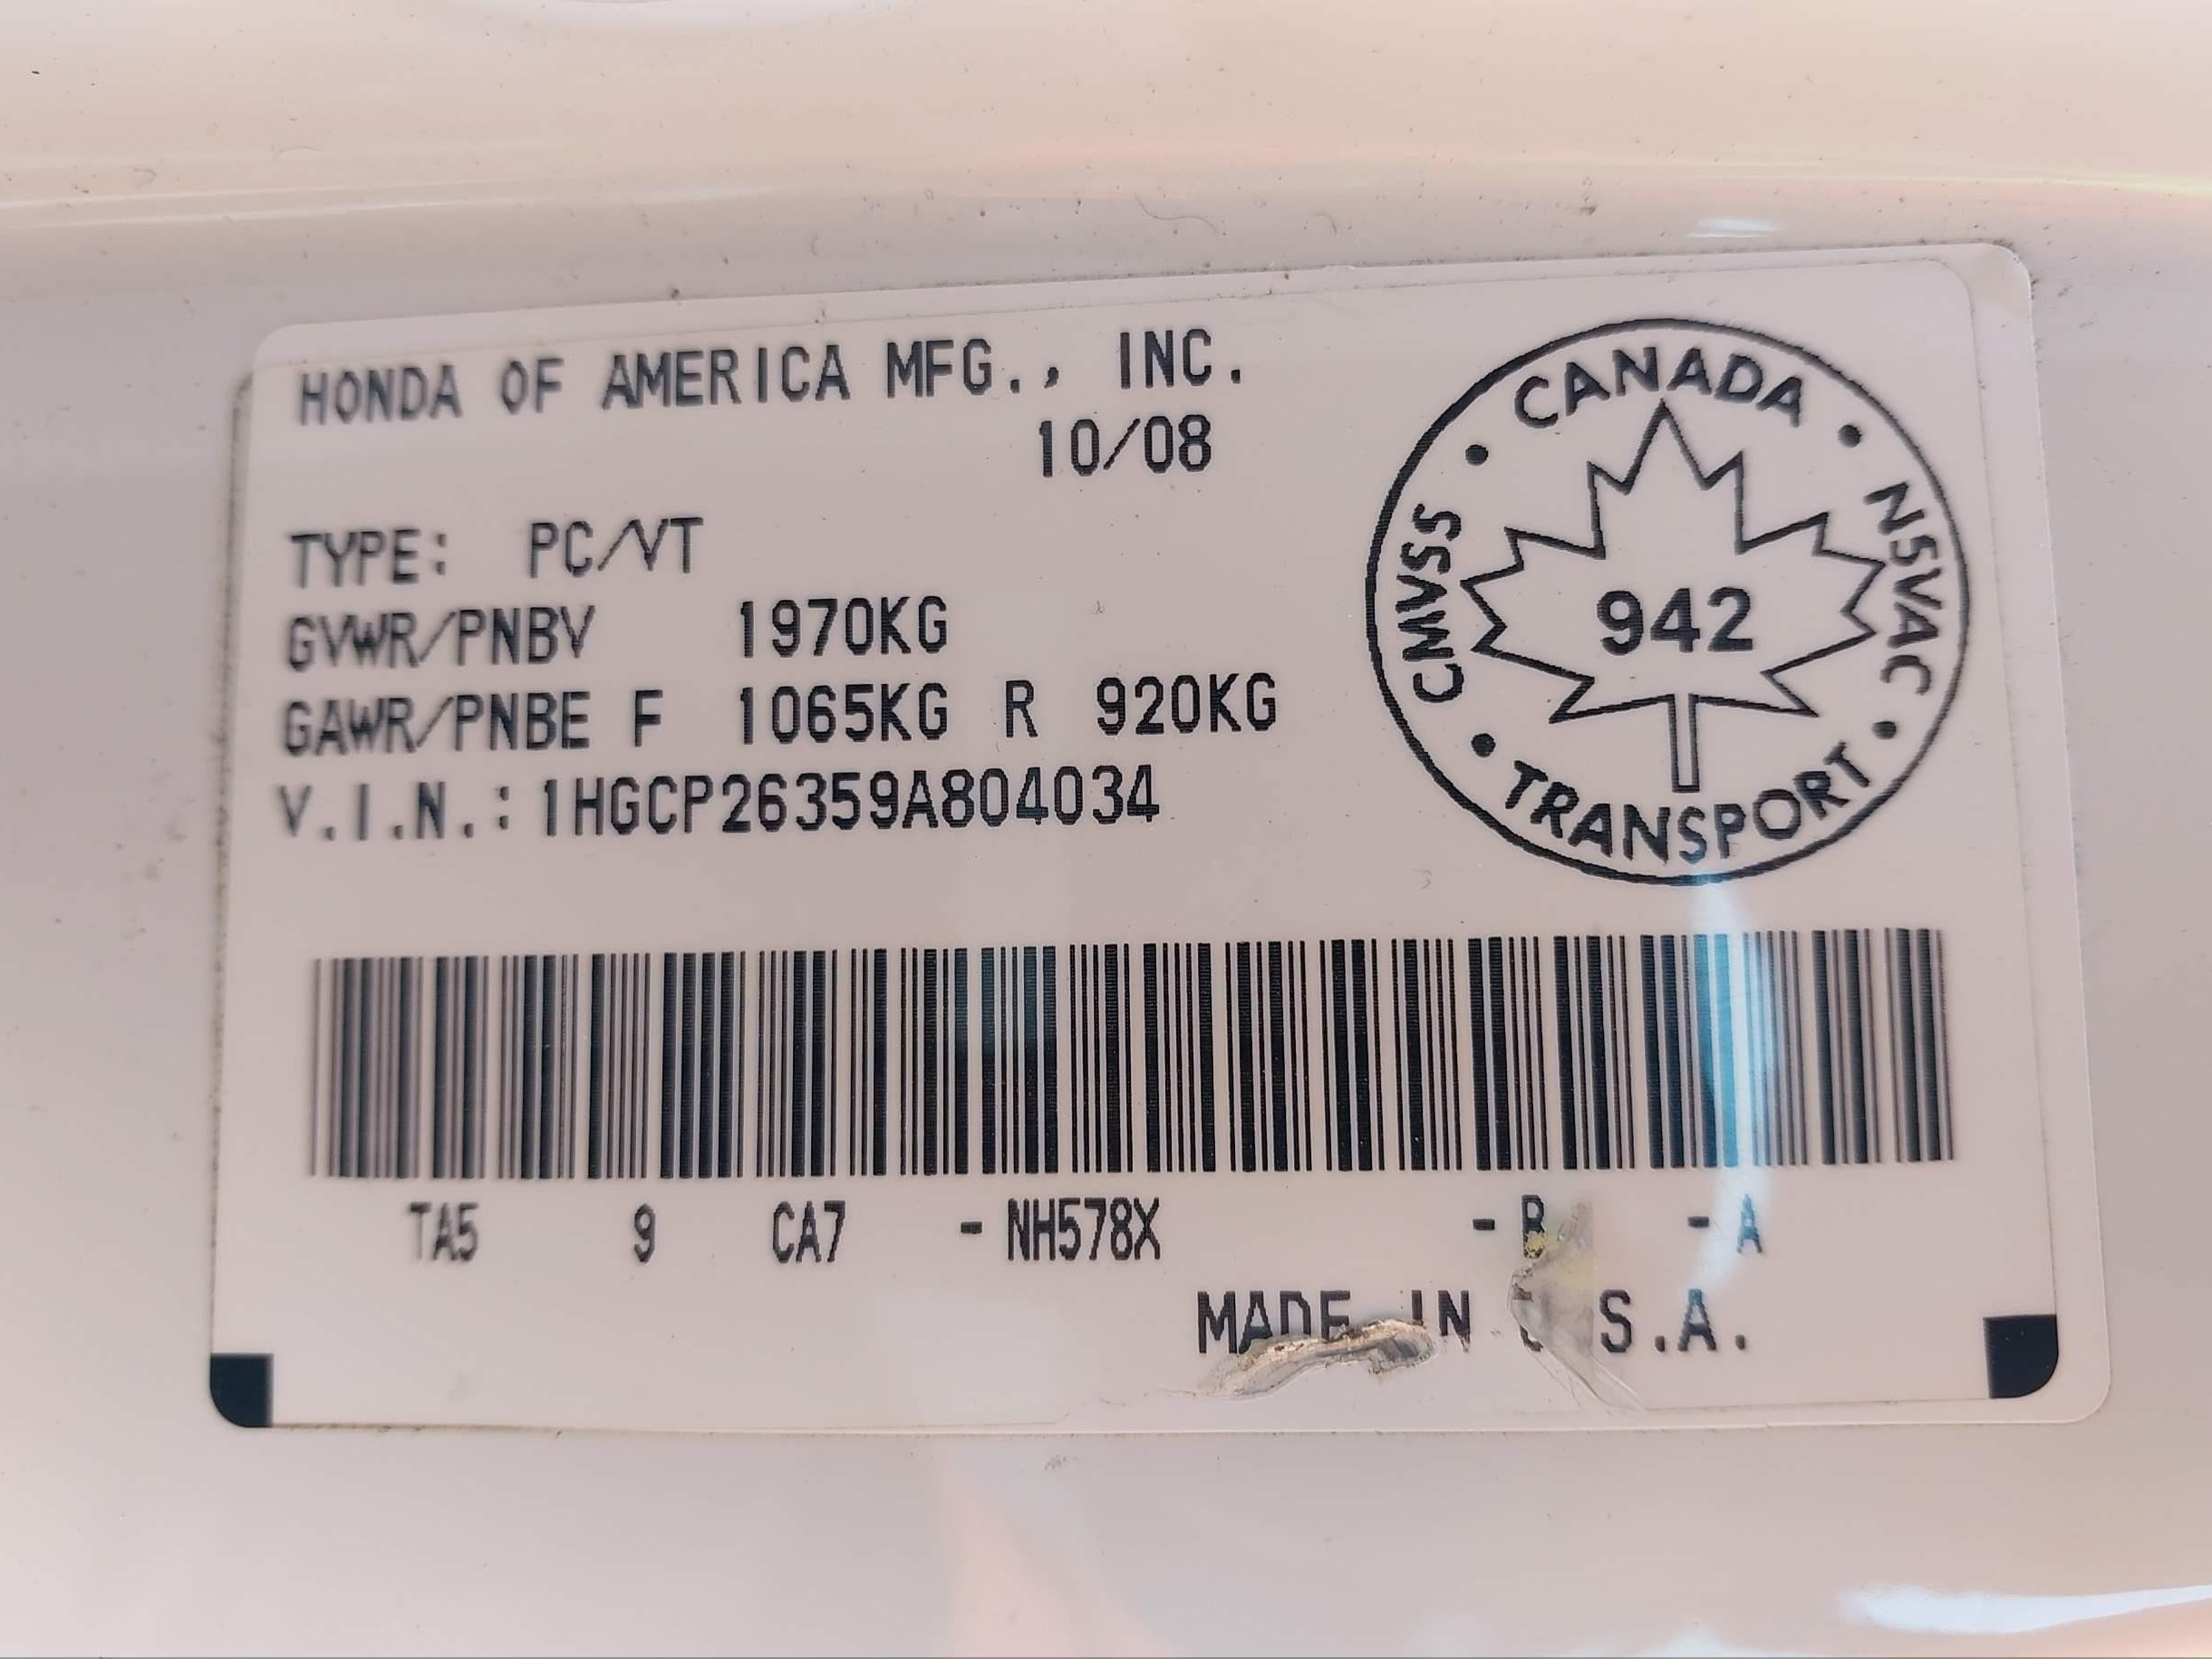 HONDA OF AMERICA MFG., INC.
10/08
TYPE: PC/VT
GVWR/PNBV 1970KG
GAWR/PNBE F 1065KG R 920KG
V.I.N.: 1HGCP26359A804034
CANADA • NSVAC • TRANSPORT • CMVSS •
942
TA5 9 CA7 - NH578X - B - A
MADE IN U.S.A.